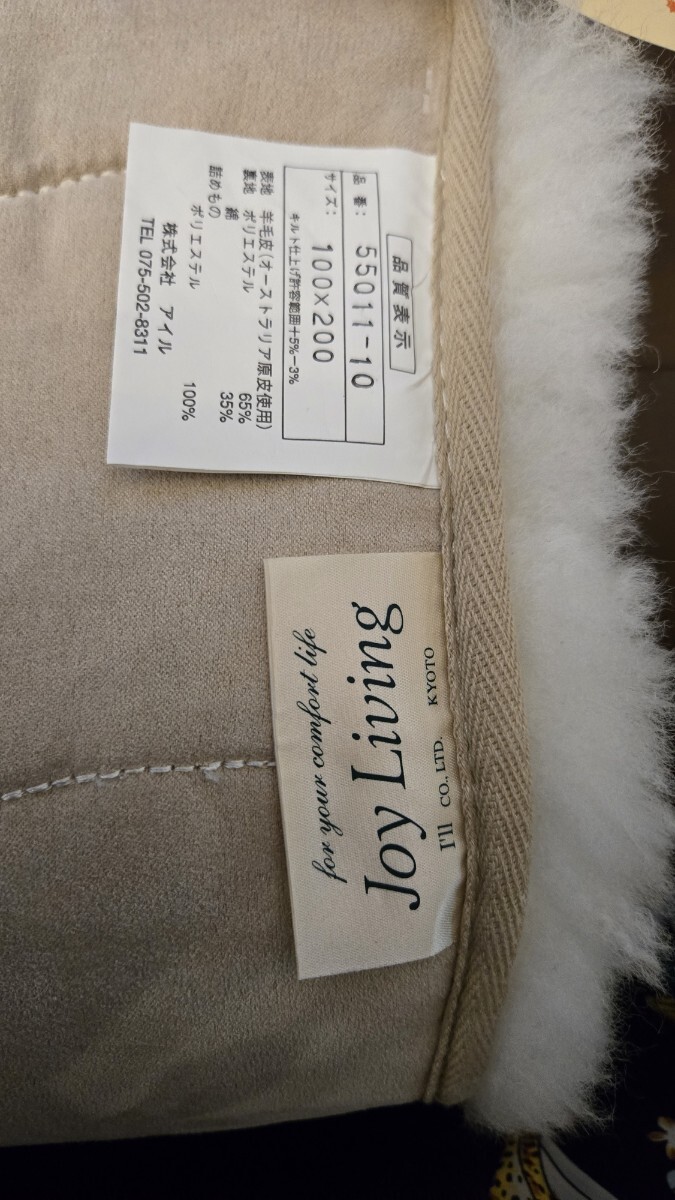 品質表示
品 番: 55011-10
サイズ: 100×200
キルト仕上げ許容範囲+5%−3%
表地 羊毛皮(オーストラリア原皮使用)
裏地 ポリエステル 65%
綿 35%
詰めもの
ポリエステル 100%
株式会社 アイル
TEL 075-502-8311
for your comfort life
Joy Living
I'll CO., LTD. KYOTO